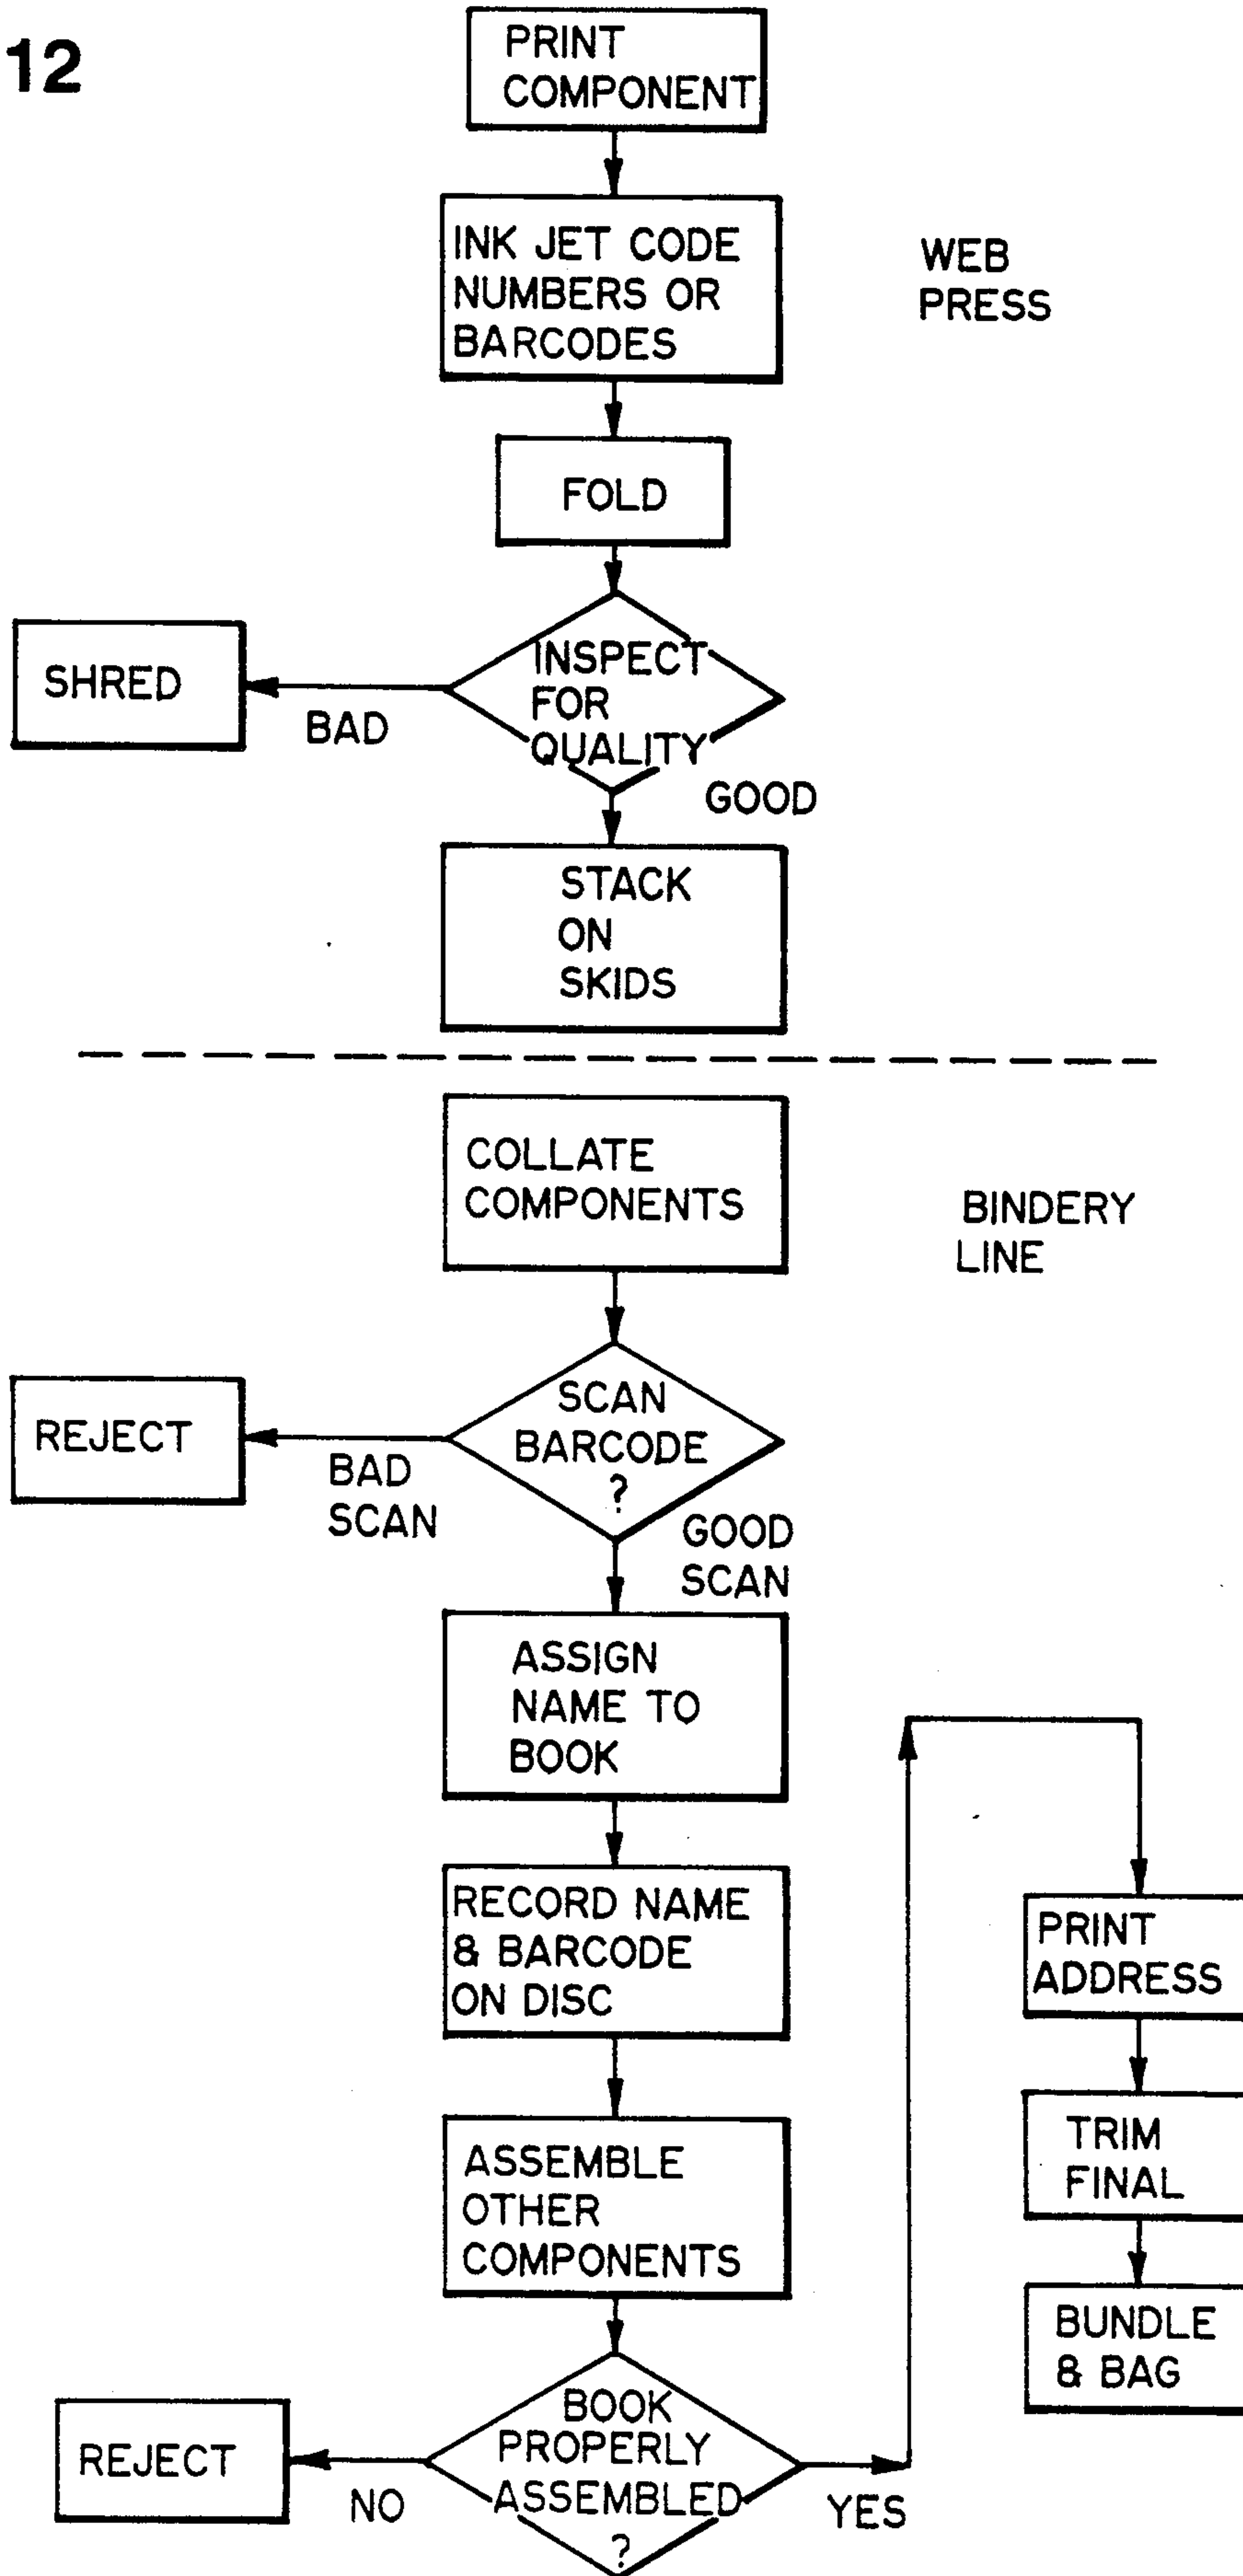 12
PRINT
COMPONENT
INK JET CODE
NUMBERS OR
BARCODES
WEB
PRESS
FOLD
INSPECT
FOR
QUALITY
SHRED
BAD
GOOD
STACK
ON
SKIDS
COLLATE
COMPONENTS
BINDERY
LINE
SCAN
BARCODE
?
REJECT
BAD
SCAN
GOOD
SCAN
ASSIGN
NAME TO
BOOK
RECORD NAME
& BARCODE
ON DISC
ASSEMBLE
OTHER
COMPONENTS
BOOK
PROPERLY
ASSEMBLED
?
REJECT
NO
YES
PRINT
ADDRESS
TRIM
FINAL
BUNDLE
& BAG